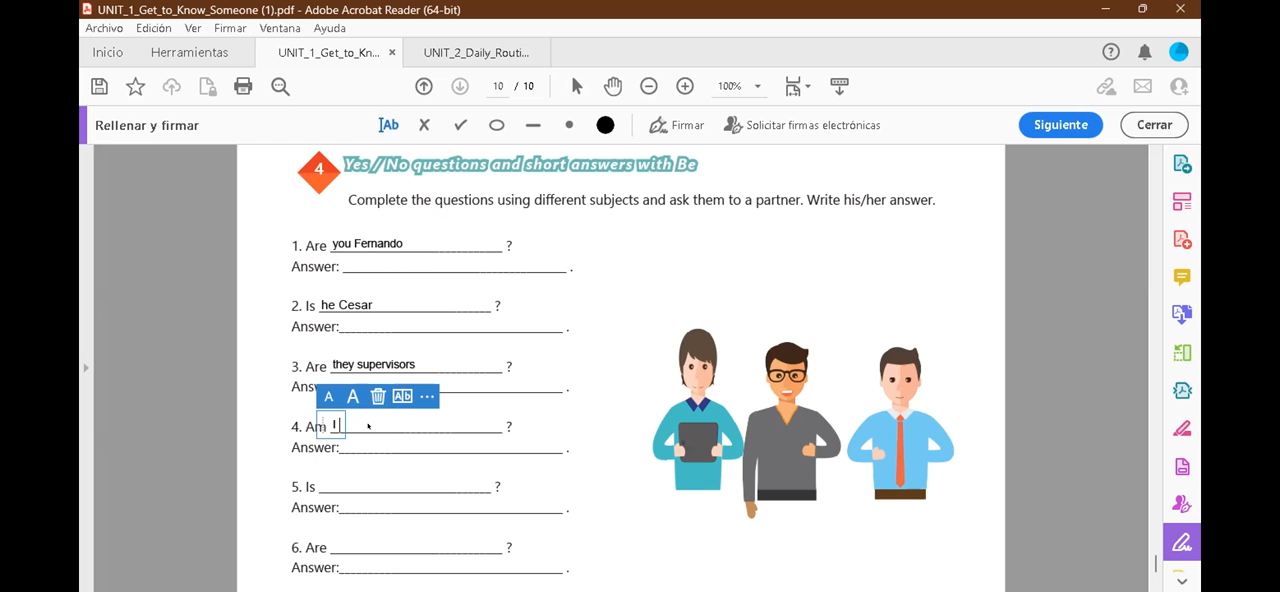 UNIT_1_Get_to_Know_Someone (1).pdf - Adobe Acrobat Reader (64-bit)
Archivo Edición Ver Firmar Ventana Ayuda
Inicio Herramientas UNIT_1_Get_to_Kn... × UNIT_2_Daily_Routi...
10 / 10 100%
Rellenar y firmar IAb Firmar Solicitar firmas electrónicas Siguiente Cerrar
4 Yes / No questions and short answers with Be
Complete the questions using different subjects and ask them to a partner. Write his/her answer.
1. Are you Fernando ?
Answer: .
2. Is he Cesar ?
Answer: .
3. Are they supervisors ?
Ans .
A A Ab ...
4. Am I ?
Answer: .
5. Is ?
Answer: .
6. Are ?
Answer: .